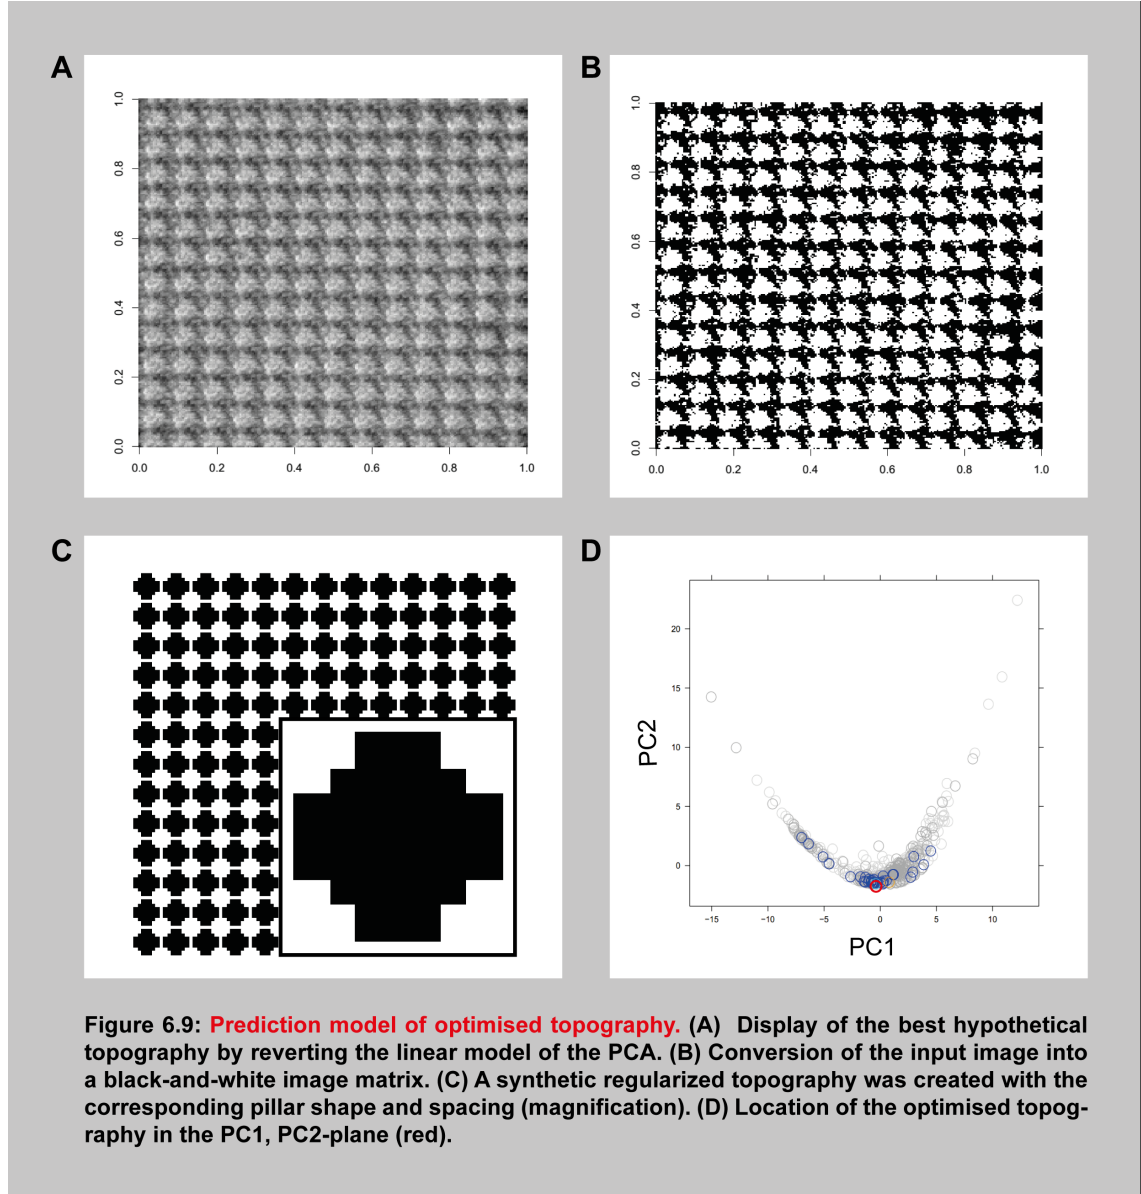 A
1.0
0.8
0.6
0.4
0.2
0.0
0.0 0.2 0.4 0.6 0.8 1.0
B
1.0
0.8
0.6
0.4
0.2
0.0
0.0 0.2 0.4 0.6 0.8 1.0
C
D
20
15
10
5
0
PC2
−15 −10 −5 0 5 10
PC1
Figure 6.9: Prediction model of optimised topography. (A) Display of the best hypothetical
topography by reverting the linear model of the PCA. (B) Conversion of the input image into
a black-and-white image matrix. (C) A synthetic regularized topography was created with the
corresponding pillar shape and spacing (magnification). (D) Location of the optimised topog-
raphy in the PC1, PC2-plane (red).